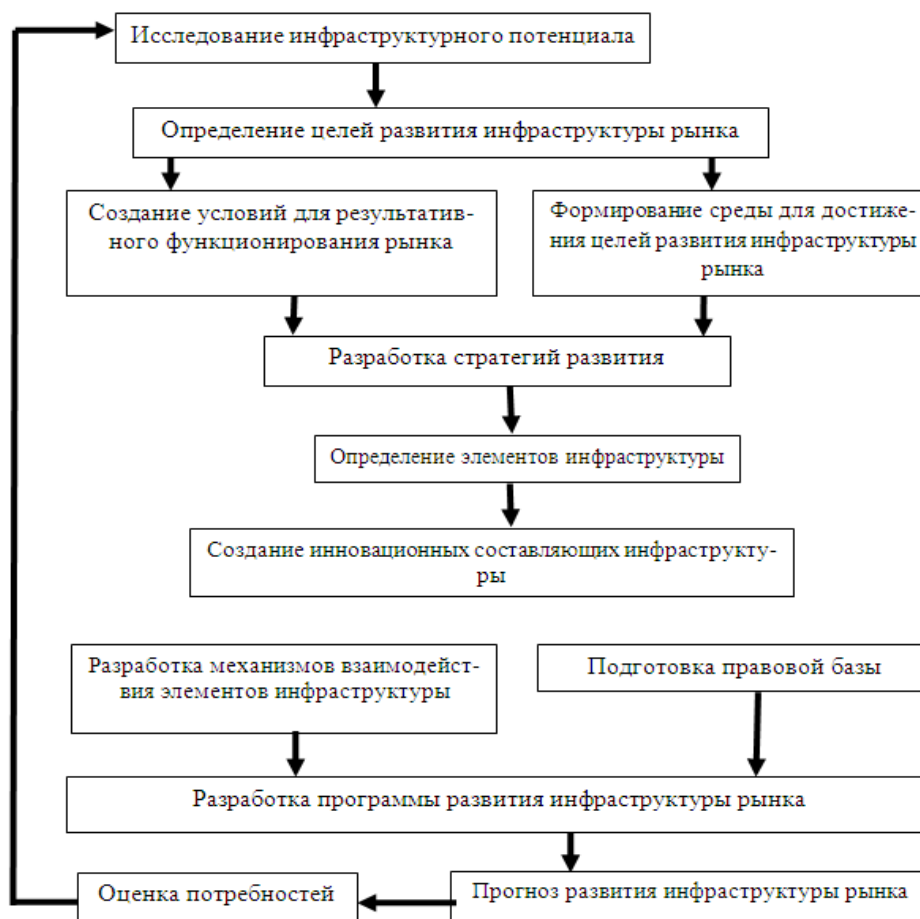 Исследование инфраструктурного потенциала
Определение целей развития инфраструктуры рынка
Создание условий для результатив-
ного функционирования рынка
Формирование среды для достиже-
ния целей развития инфраструктуры
рынка
Разработка стратегий развития
Определение элементов инфраструктуры
Создание инновационных составляющих инфраструкту-
ры
Разработка механизмов взаимодейст-
вия элементов инфраструктуры
Подготовка правовой базы
Разработка программы развития инфраструктуры рынка
Оценка потребностей
Прогноз развития инфраструктуры рынка